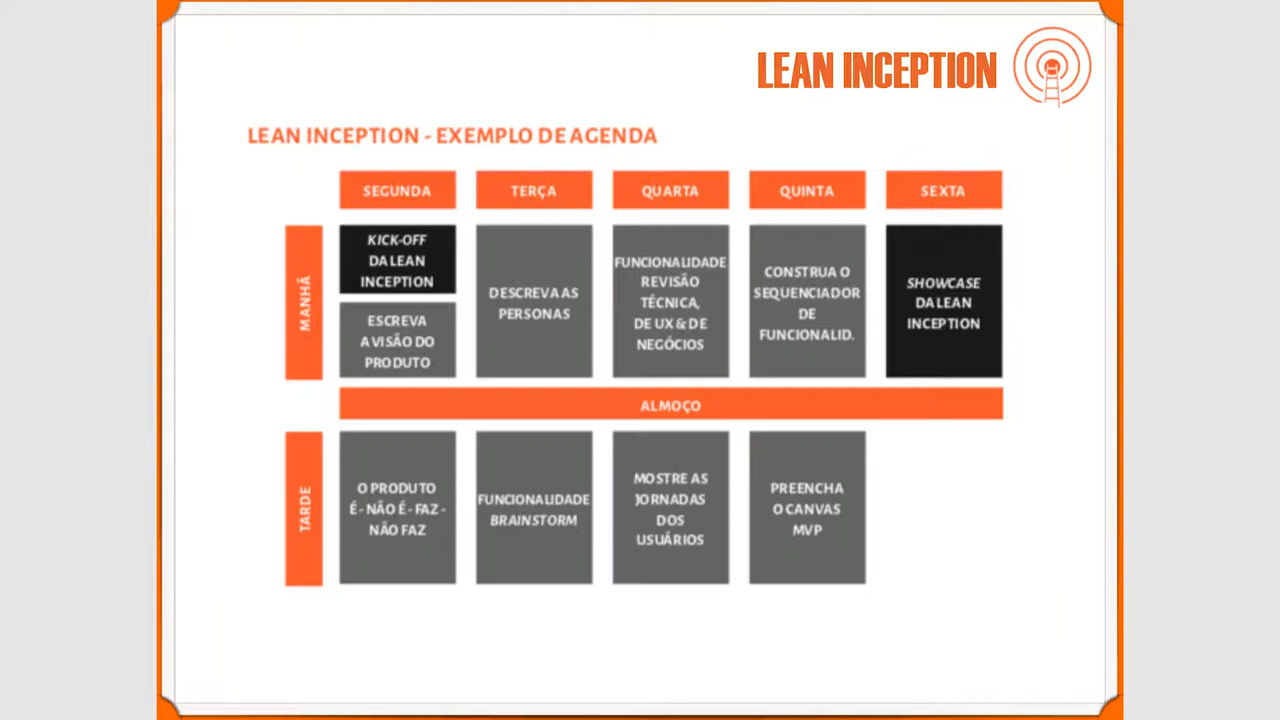 LEAN INCEPTION
LEAN INCEPTION - EXEMPLO DE AGENDA
SEGUNDA
TERÇA
QUARTA
QUINTA
SEXTA
MANHÃ
KICK-OFF
DA LEAN
INCEPTION
ESCREVA
A VISÃO DO
PRODUTO
DESCREVA AS
PERSONAS
FUNCIONALIDADE
REVISÃO
TÉCNICA,
DE UX & DE
NEGÓCIOS
CONSTRUA O
SEQUENCIADOR
DE
FUNCIONALID.
SHOWCASE
DA LEAN
INCEPTION
ALMOÇO
TARDE
O PRODUTO
É - NÃO É - FAZ -
NÃO FAZ
FUNCIONALIDADE
BRAINSTORM
MOSTRE AS
JORNADAS
DOS
USUÁRIOS
PREENCHA
O CANVAS
MVP